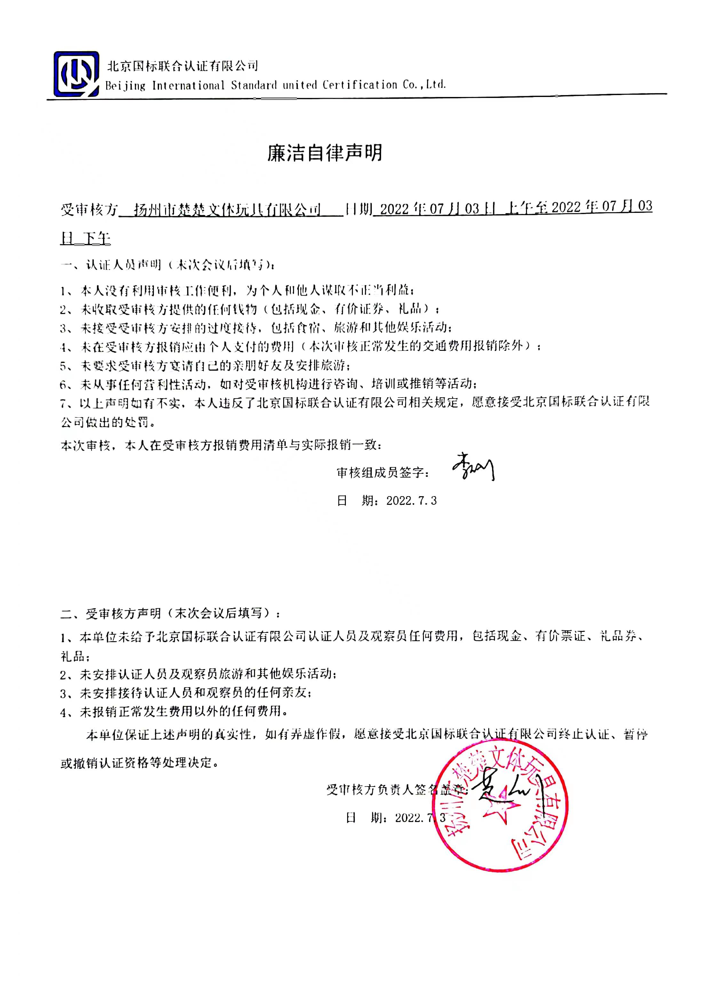 北京国标联合认证有限公司
Beijing International Standard united Certification Co.,Ltd.
廉洁自律声明
受审核方 扬州市楚楚文体玩具有限公司 日期 2022 年 07 月 03 日 上午至 2022 年 07 月 03
日 下午
一、认证人员声明（末次会议后填写）：
1、本人没有利用审核工作便利，为个人和他人谋取不正当利益；
2、未收取受审核方提供的任何钱物（包括现金、有价证券、礼品）；
3、未接受受审核方安排的过度接待，包括食宿、旅游和其他娱乐活动；
4、未在受审核方报销应由个人支付的费用（本次审核正常发生的交通费用报销除外）；
5、未要求受审核方宴请自己的亲朋好友及安排旅游；
6、未从事任何营利性活动，如对受审核机构进行咨询、培训或推销等活动；
7、以上声明如有不实，本人违反了北京国标联合认证有限公司相关规定，愿意接受北京国标联合认证有限
公司做出的处罚。
本次审核，本人在受审核方报销费用清单与实际报销一致：
审核组成员签字：
日 期：2022.7.3
二、受审核方声明（末次会议后填写）：
1、本单位未给予北京国标联合认证有限公司认证人员及观察员任何费用，包括现金、有价票证、礼品券、
礼品；
2、未安排认证人员及观察员旅游和其他娱乐活动；
3、未安排接待认证人员和观察员的任何亲友；
4、未报销正常发生费用以外的任何费用。
本单位保证上述声明的真实性，如有弄虚作假，愿意接受北京国标联合认证有限公司终止认证、暂停
或撤销认证资格等处理决定。
受审核方负责人签名盖章：
日 期：2022.7.3
扬州市楚楚文体玩具有限公司